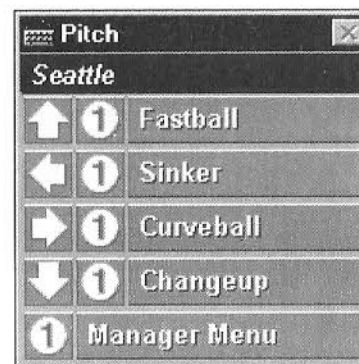 Pitch
Seattle
1 Fastball
1 Sinker
1 Curveball
1 Changeup
1 Manager Menu